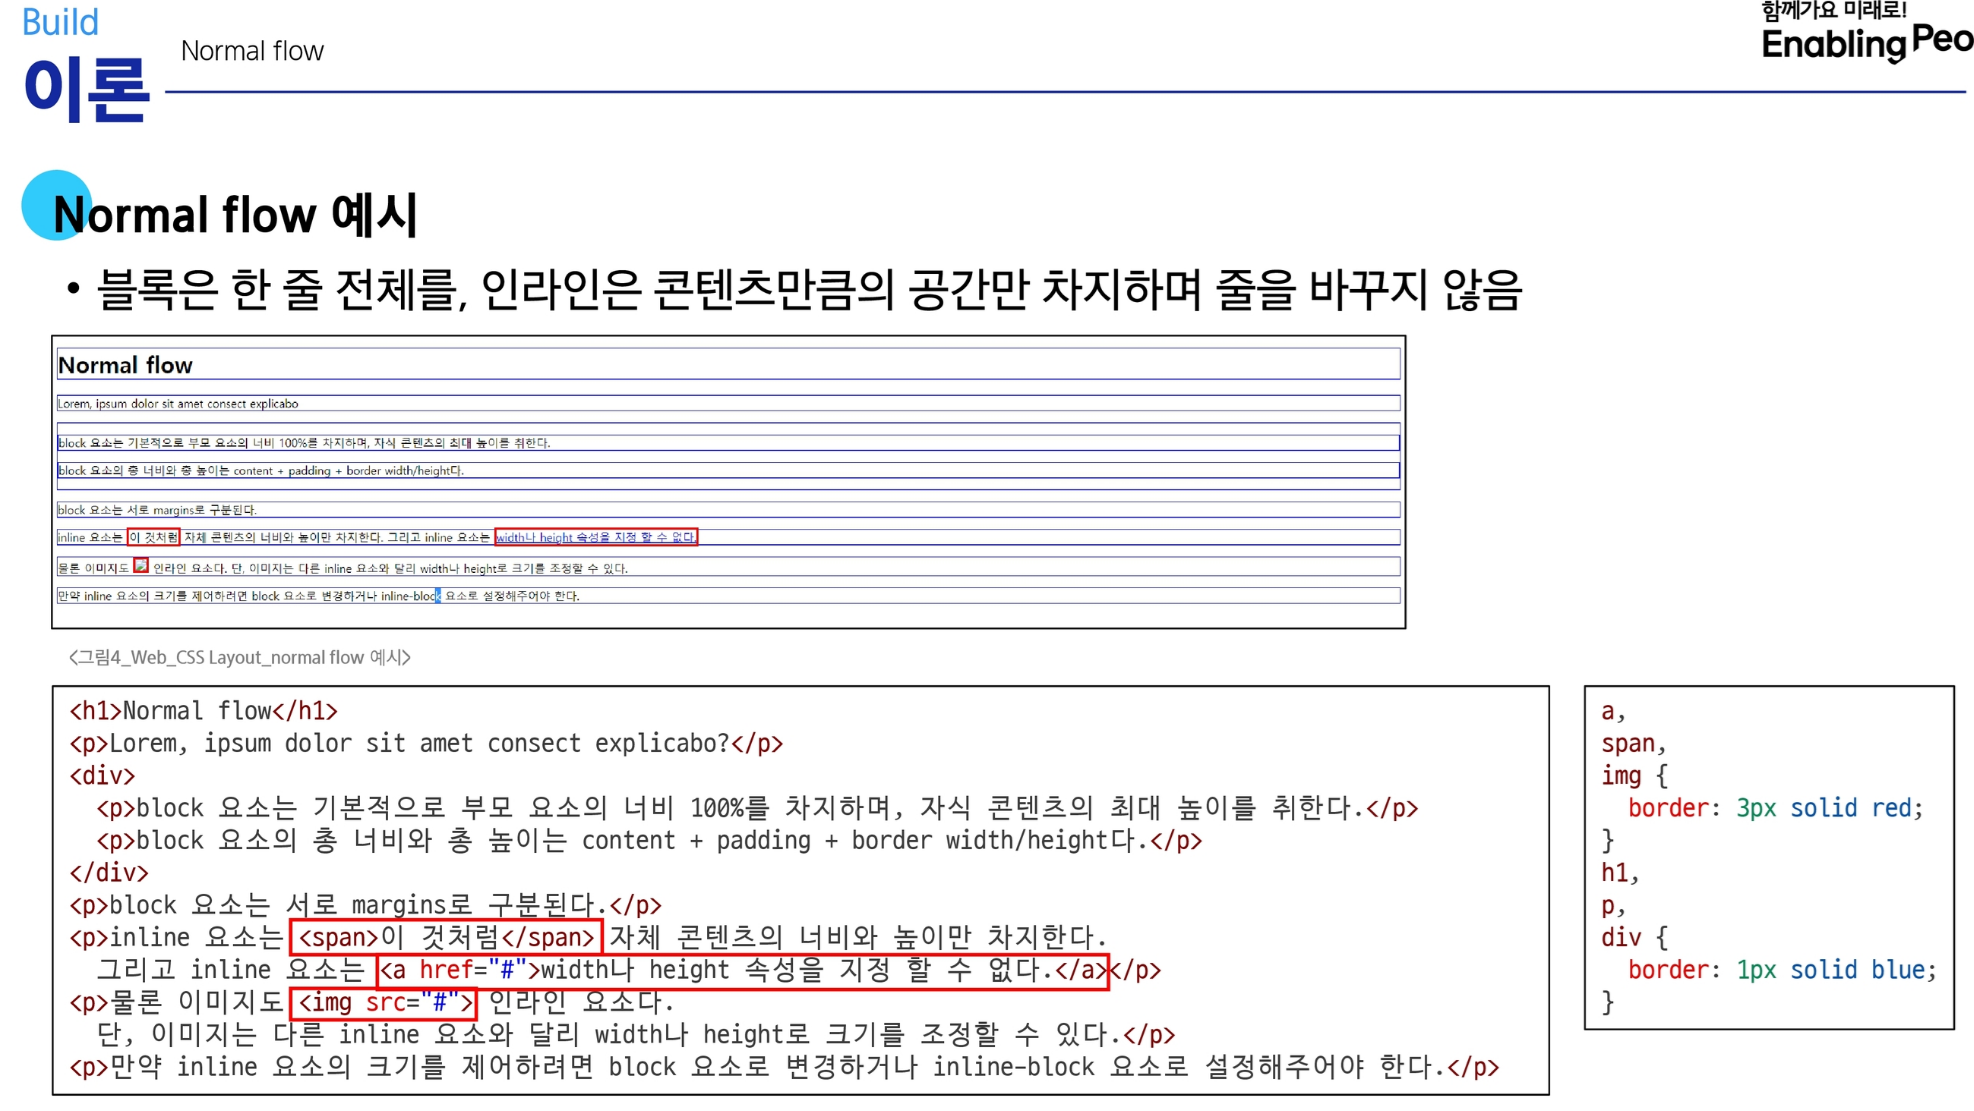 Build
이론
Normal flow
함께가요 미래로!
Enabling Peo
Normal flow 예시
• 블록은 한 줄 전체를, 인라인은 콘텐츠만큼의 공간만 차지하며 줄을 바꾸지 않음
Normal flow
Lorem, ipsum dolor sit amet consect explicabo
block 요소는 기본적으로 부모 요소의 너비 100%를 차지하며, 자식 콘텐츠의 최대 높이를 취한다.
block 요소의 총 너비와 총 높이는 content + padding + border width/height다.
block 요소는 서로 margins로 구분된다.
inline 요소는 이 것처럼 자체 콘텐츠의 너비와 높이만 차지한다. 그리고 inline 요소는 width나 height 속성을 지정 할 수 없다.
물론 이미지도 인라인 요소다. 단, 이미지는 다른 inline 요소와 달리 width나 height로 크기를 조정할 수 있다.
만약 inline 요소의 크기를 제어하려면 block 요소로 변경하거나 inline-block 요소로 설정해주어야 한다.
<그림4_Web_CSS Layout_normal flow 예시>
<h1>Normal flow</h1>
<p>Lorem, ipsum dolor sit amet consect explicabo?</p>
<div>
<p>block 요소는 기본적으로 부모 요소의 너비 100%를 차지하며, 자식 콘텐츠의 최대 높이를 취한다.</p>
<p>block 요소의 총 너비와 총 높이는 content + padding + border width/height다.</p>
</div>
<p>block 요소는 서로 margins로 구분된다.</p>
<p>inline 요소는 <span>이 것처럼</span> 자체 콘텐츠의 너비와 높이만 차지한다.
그리고 inline 요소는 <a href="#">width나 height 속성을 지정 할 수 없다.</a></p>
<p>물론 이미지도 <img src="#"> 인라인 요소다.
단, 이미지는 다른 inline 요소와 달리 width나 height로 크기를 조정할 수 있다.</p>
<p>만약 inline 요소의 크기를 제어하려면 block 요소로 변경하거나 inline-block 요소로 설정해주어야 한다.</p>
a,
span,
img {
border: 3px solid red;
}
h1,
p,
div {
border: 1px solid blue;
}